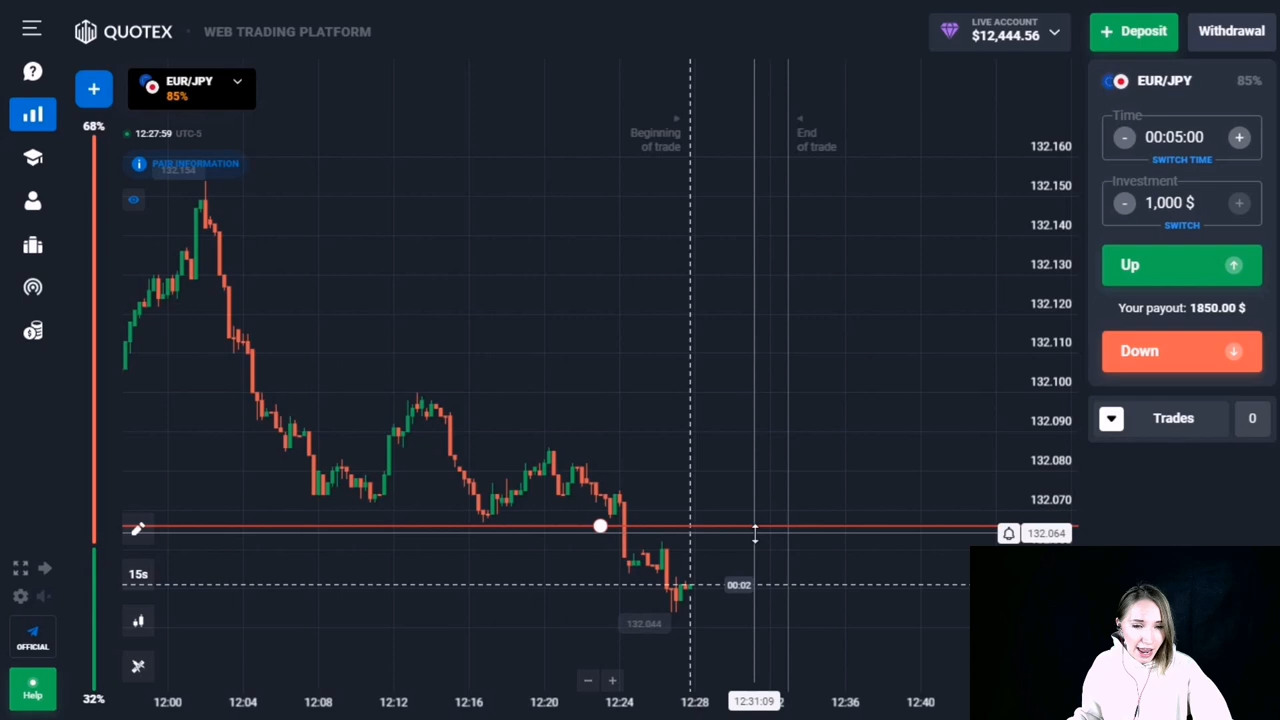 QUOTEX
WEB TRADING PLATFORM
LIVE ACCOUNT
$12,444.56
+ Deposit
Withdrawal
+
EUR/JPY
85%
68%
12:27:59 UTC-5
PAIR INFORMATION
132.154
Beginning
of trade
End
of trade
132.160
132.150
132.140
132.130
132.120
132.110
132.100
132.090
132.080
132.070
132.064
EUR/JPY
85%
Time
- 00:05:00 +
SWITCH TIME
Investment
- 1,000 $ +
SWITCH
Up
Your payout: 1850.00 $
Down
Trades
0
15s
00:02
132.044
OFFICIAL
Help
32%
− +
12:00
12:04
12:08
12:12
12:16
12:20
12:24
12:28
12:31:09
2
12:36
12:40